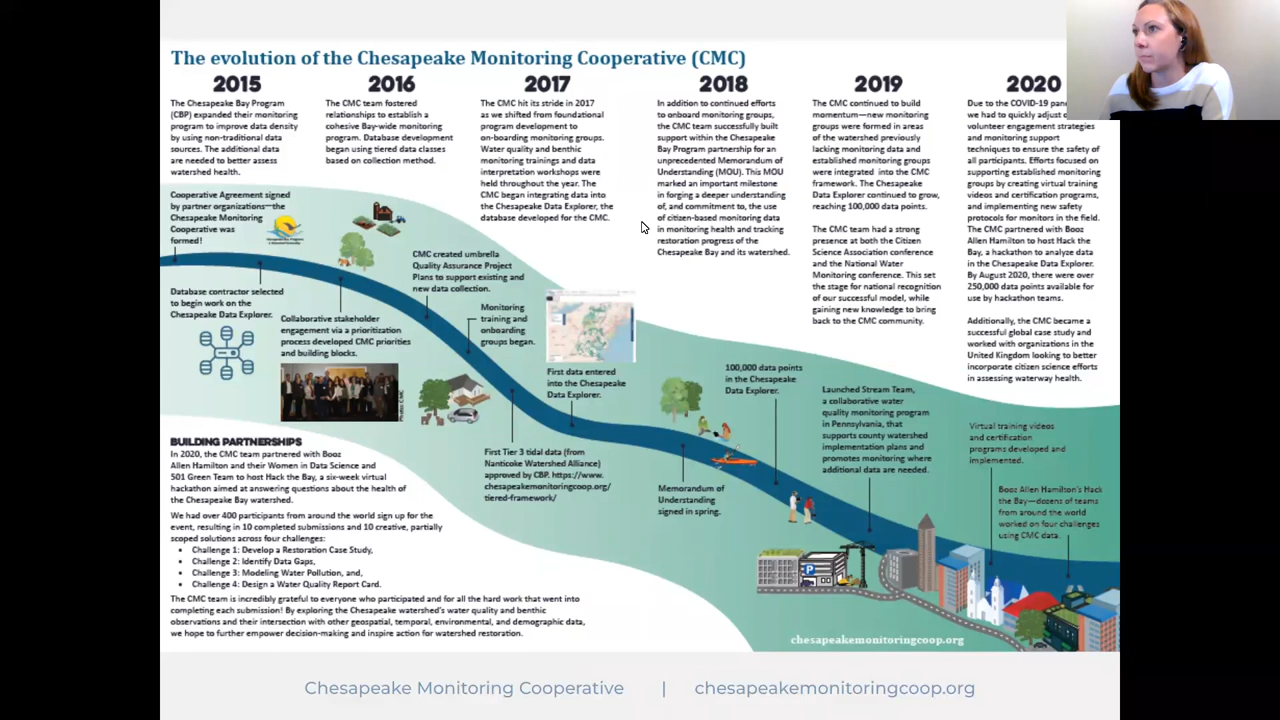 The evolution of the Chesapeake Monitoring Cooperative (CMC)
2015
The Chesapeake Bay Program
(CBP) expanded their monitoring
program to improve data density
by using non-traditional data
sources. The additional data
are needed to better assess
watershed health.
2016
The CMC team fostered
relationships to establish a
cohesive Bay-wide monitoring
program. Database development
began using tiered data classes
based on collection method.
2017
The CMC hit its stride in 2017
as we shifted from foundational
program development to
on-boarding monitoring groups.
Water quality and benthic
monitoring trainings and data
interpretation workshops were
held throughout the year. The
CMC began integrating data into
the Chesapeake Data Explorer, the
database developed for the CMC.
2018
In addition to continued efforts
to onboard monitoring groups,
the CMC team successfully built
support within the Chesapeake
Bay Program partnership for an
unprecedented Memorandum of
Understanding (MOU). This MOU
marked an important milestone
in forging a deeper understanding
of, and commitment to, the use
of citizen-based monitoring data
in monitoring health and tracking
restoration progress of the
Chesapeake Bay and its watershed.
2019
The CMC continued to build
momentum—new monitoring
groups were formed in areas
of the watershed previously
lacking monitoring data and
established monitoring groups
were integrated into the CMC
framework. The Chesapeake
Data Explorer continued to grow,
reaching 100,000 data points.
The CMC team had a strong
presence at both the Citizen
Science Association conference
and the National Water
Monitoring conference. This set
the stage for national recognition
of our successful model, while
gaining new knowledge to bring
back to the CMC community.
2020
Due to the COVID-19
we had to quickly adjust
volunteer engagement strategies
and monitoring support
techniques to ensure the safety of
all participants. Efforts focused on
supporting established monitoring
groups by creating virtual training
videos and certification programs,
and implementing new safety
protocols for monitors in the field.
The CMC partnered with Booz
Allen Hamilton to host Hack the
Bay, a hackathon to analyze data
in the Chesapeake Data Explorer.
By August 2020, there were over
250,000 data points available for
use by hackathon teams.
Additionally, the CMC became a
successful global case study and
worked with organizations in the
United Kingdom looking to better
incorporate citizen science efforts
in assessing waterway health.
Cooperative Agreement signed
by partner organizations—the
Chesapeake Monitoring
Cooperative was
formed!
Database contractor selected
to begin work on the
Chesapeake Data Explorer.
Collaborative stakeholder
engagement via a prioritization
process developed CMC priorities
and building blocks.
Photo: CMC
CMC created umbrella
Quality Assurance Project
Plans to support existing and
new data collection.
Monitoring
training and
onboarding
groups began.
First Tier 3 tidal data (from
Nanticoke Watershed Alliance)
approved by CBP. https://www.
chesapeakemonitoringcoop.org/
tiered-framework/
First data entered
into the Chesapeake
Data Explorer.
Memorandum of
Understanding
signed in spring.
100,000 data points
in the Chesapeake
Data Explorer.
Launched Stream Team,
a collaborative water
quality monitoring program
in Pennsylvania, that
supports county watershed
implementation plans and
promotes monitoring where
additional data are needed.
Virtual training videos
and certification
programs developed and
implemented.
Booz Allen Hamilton's Hack
the Bay—dozens of teams
from around the world
worked on four challenges
using CMC data.
BUILDING PARTNERSHIPS
In 2020, the CMC team partnered with Booz
Allen Hamilton and their Women in Data Science and
501 Green Team to host Hack the Bay, a six-week virtual
hackathon aimed at answering questions about the health of
the Chesapeake Bay watershed.
We had over 400 participants from around the world sign up for the
event, resulting in 10 completed submissions and 10 creative, partially
scoped solutions across four challenges:
• Challenge 1: Develop a Restoration Case Study,
• Challenge 2: Identify Data Gaps,
• Challenge 3: Modeling Water Pollution, and,
• Challenge 4: Design a Water Quality Report Card.
The CMC team is incredibly grateful to everyone who participated and for all the hard work that went into
completing each submission! By exploring the Chesapeake watershed's water quality and benthic
observations and their intersection with other geospatial, temporal, environmental, and demographic data,
we hope to further empower decision-making and inspire action for watershed restoration.
P
chesapeakemonitoringcoop.org
Chesapeake Monitoring Cooperative | chesapeakemonitoringcoop.org